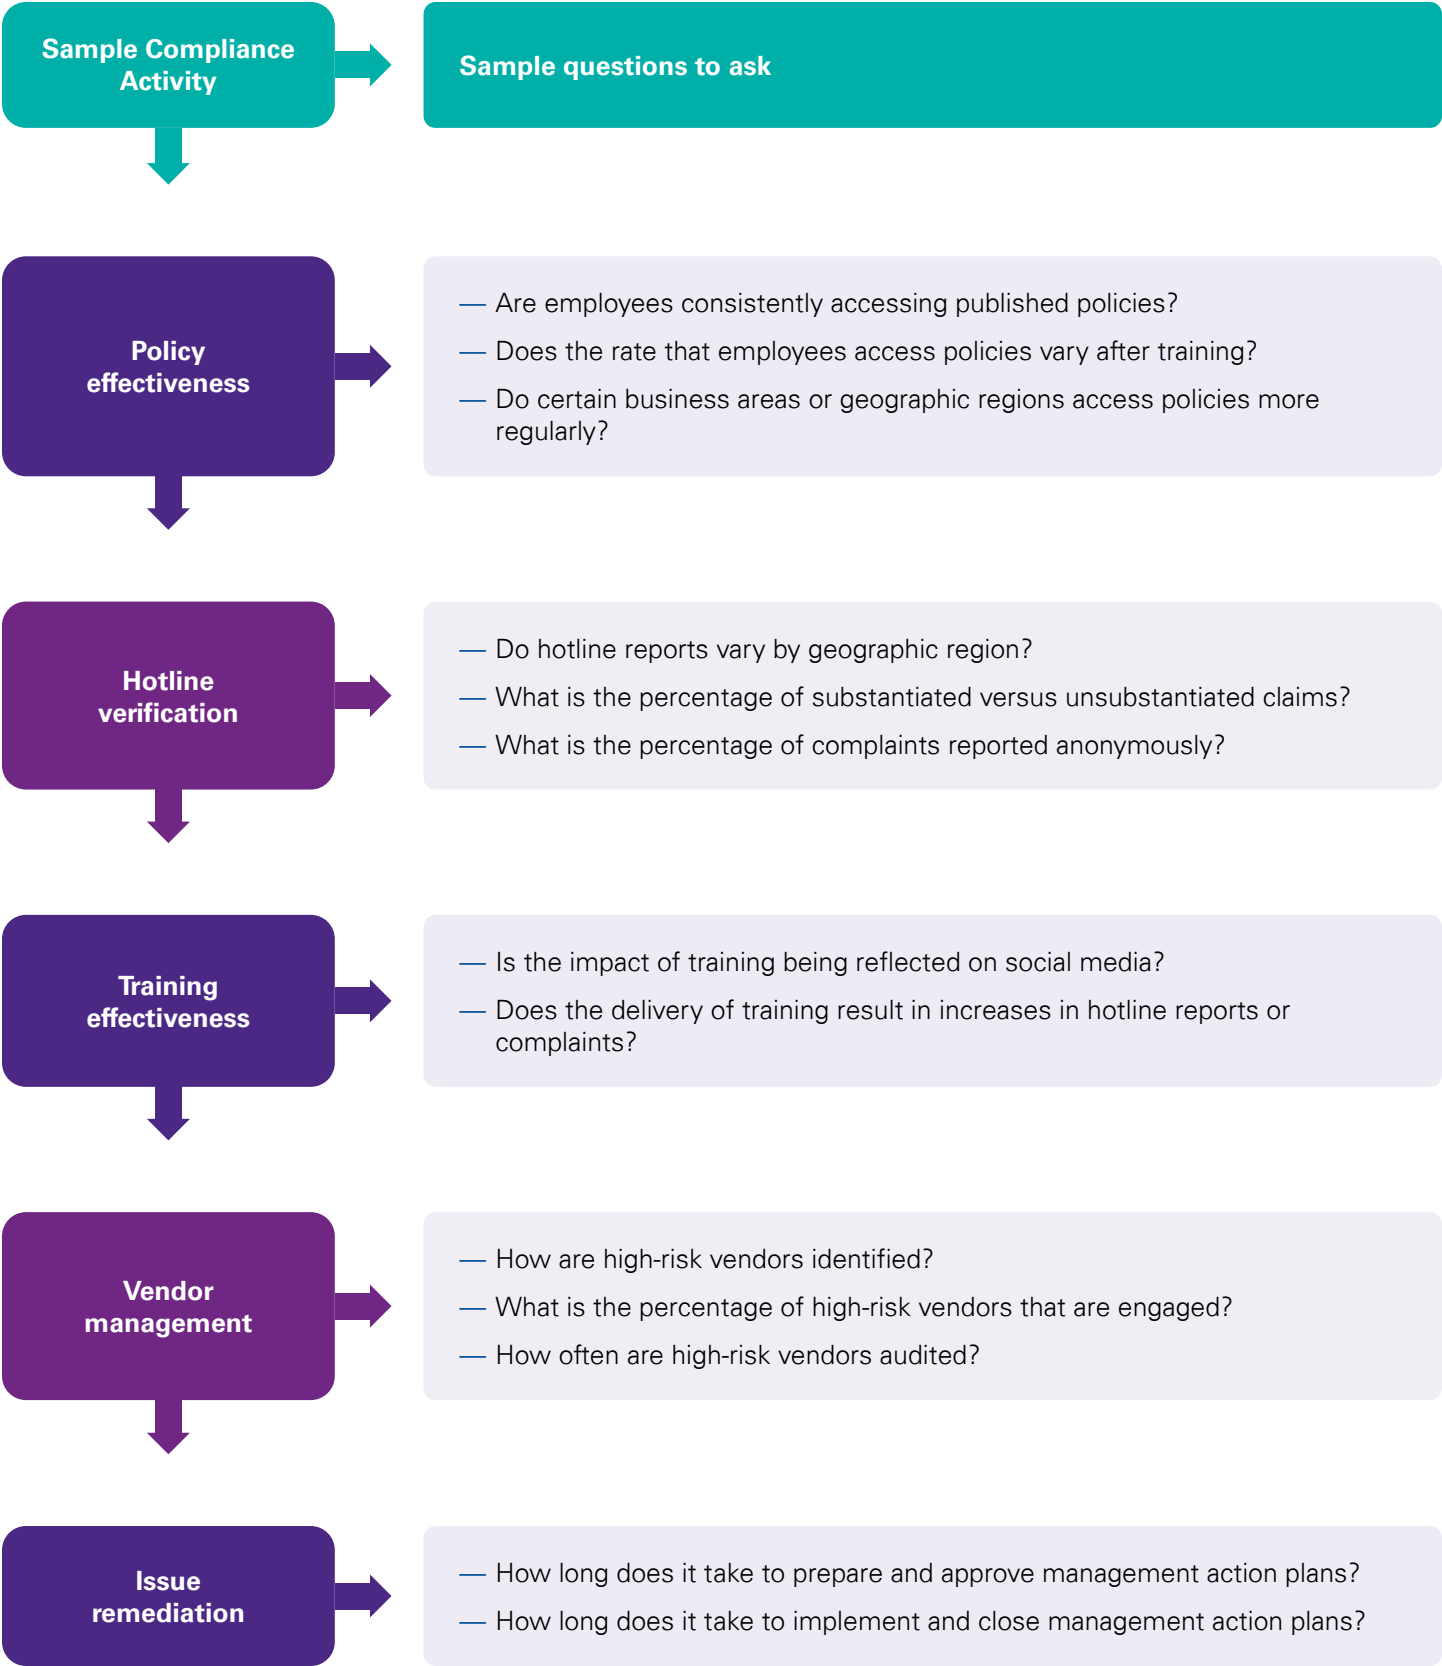 Sample Compliance
Activity
Sample questions to ask
Policy
effectiveness
— Are employees consistently accessing published policies?
— Does the rate that employees access policies vary after training?
— Do certain business areas or geographic regions access policies more
regularly?
Hotline
verification
— Do hotline reports vary by geographic region?
— What is the percentage of substantiated versus unsubstantiated claims?
— What is the percentage of complaints reported anonymously?
Training
effectiveness
— Is the impact of training being reflected on social media?
— Does the delivery of training result in increases in hotline reports or
complaints?
Vendor
management
— How are high-risk vendors identified?
— What is the percentage of high-risk vendors that are engaged?
— How often are high-risk vendors audited?
Issue
remediation
— How long does it take to prepare and approve management action plans?
— How long does it take to implement and close management action plans?